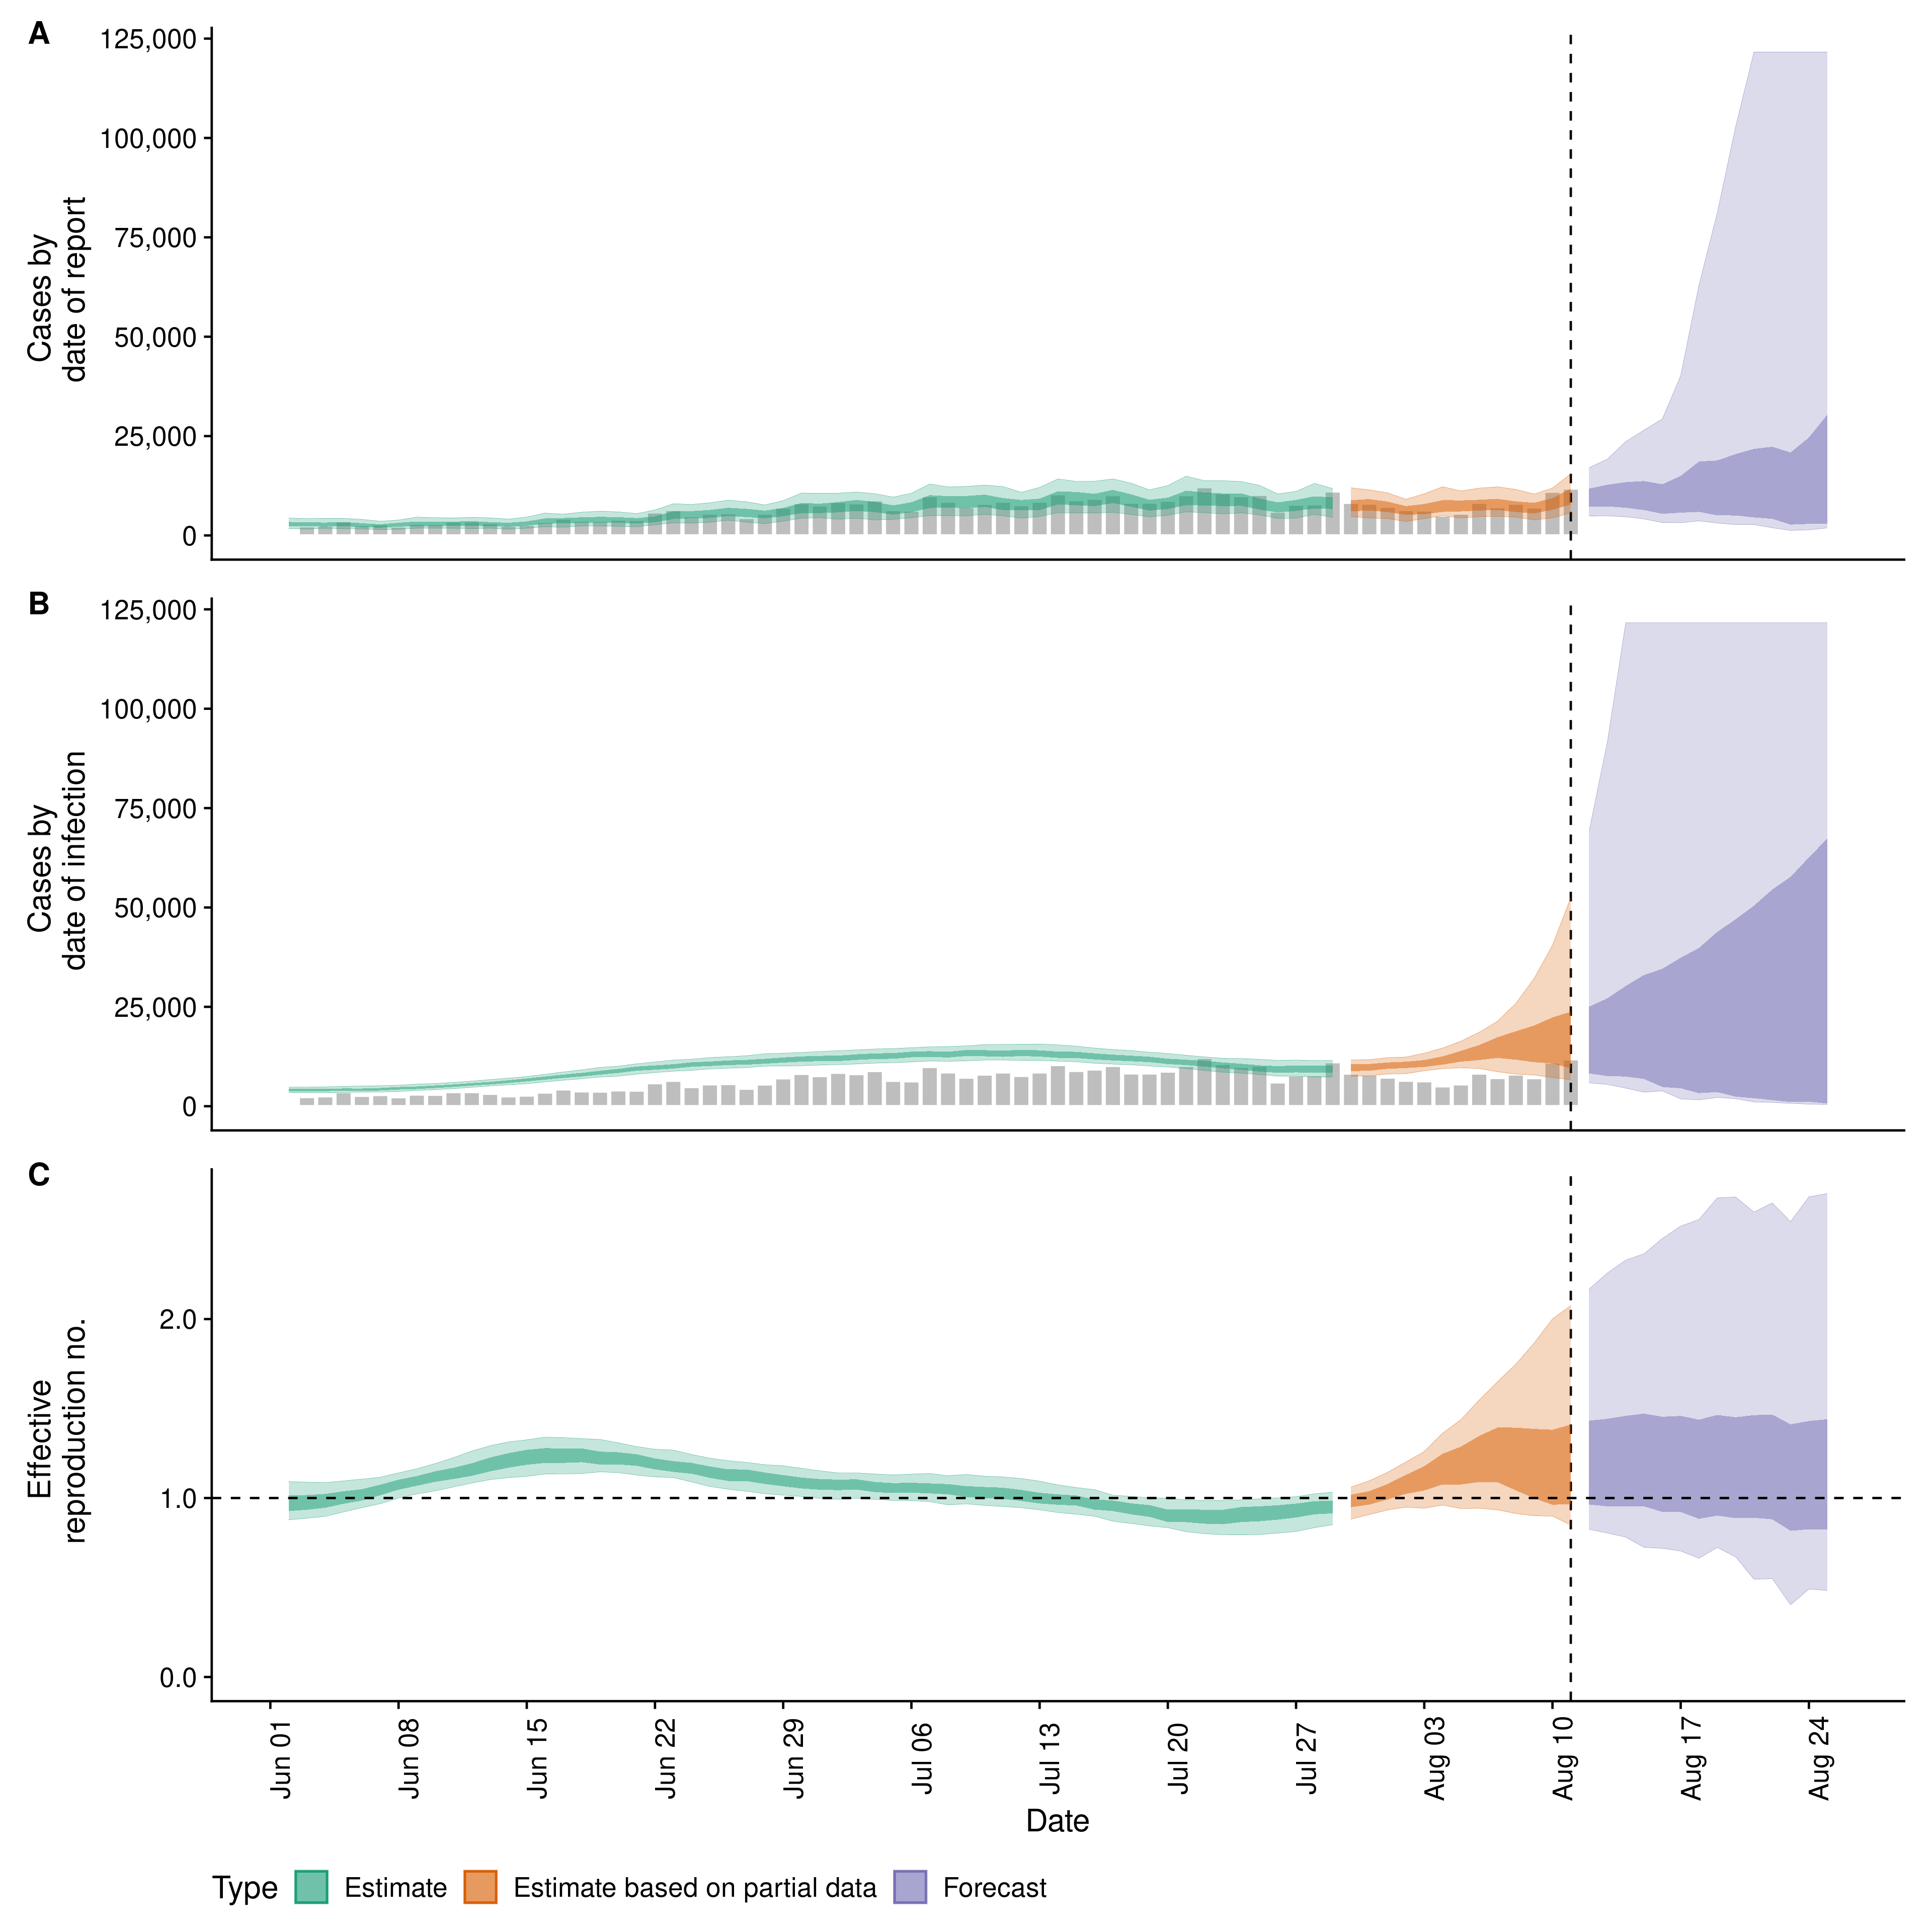 A
125,000
100,000
75,000
50,000
25,000
0
Cases by
date of report
B
125,000
100,000
75,000
50,000
25,000
0
Cases by
date of infection
C
2.0
1.0
0.0
Effective
reproduction no.
Jun 01
Jun 08
Jun 15
Jun 22
Jun 29
Jul 06
Jul 13
Jul 20
Jul 27
Aug 03
Aug 10
Aug 17
Aug 24
Date
Type Estimate Estimate based on partial data Forecast